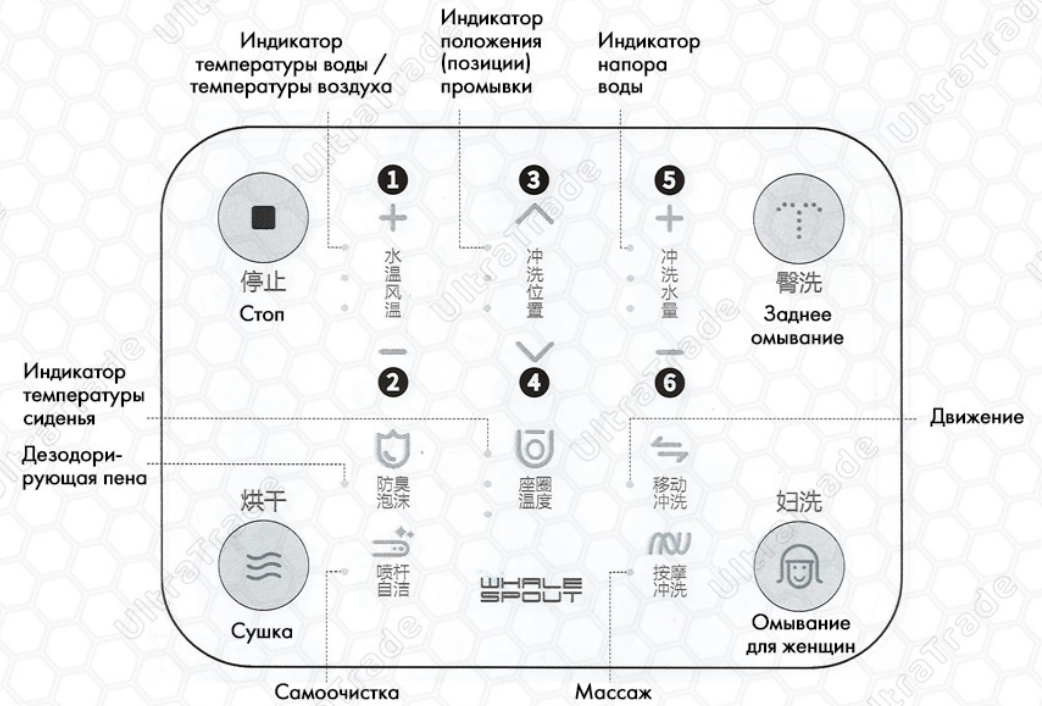 Индикатор
температуры воды /
температуры воздуха
Индикатор
положения
(позиции)
промывки
Индикатор
напора
воды
1
3
5
停止
Стоп
水温风温
冲洗位置
冲洗水量
臀洗
Заднее
омывание
2
4
6
Индикатор
температуры
сиденья
Дезодори-
рующая пена
Движение
防臭
泡沫
座圈
温度
移动
冲洗
烘干
妇洗
喷杆
自洁
WHALE
SPOUT
按摩
冲洗
Сушка
Омывание
для женщин
Самоочистка
Массаж
UltraTrade